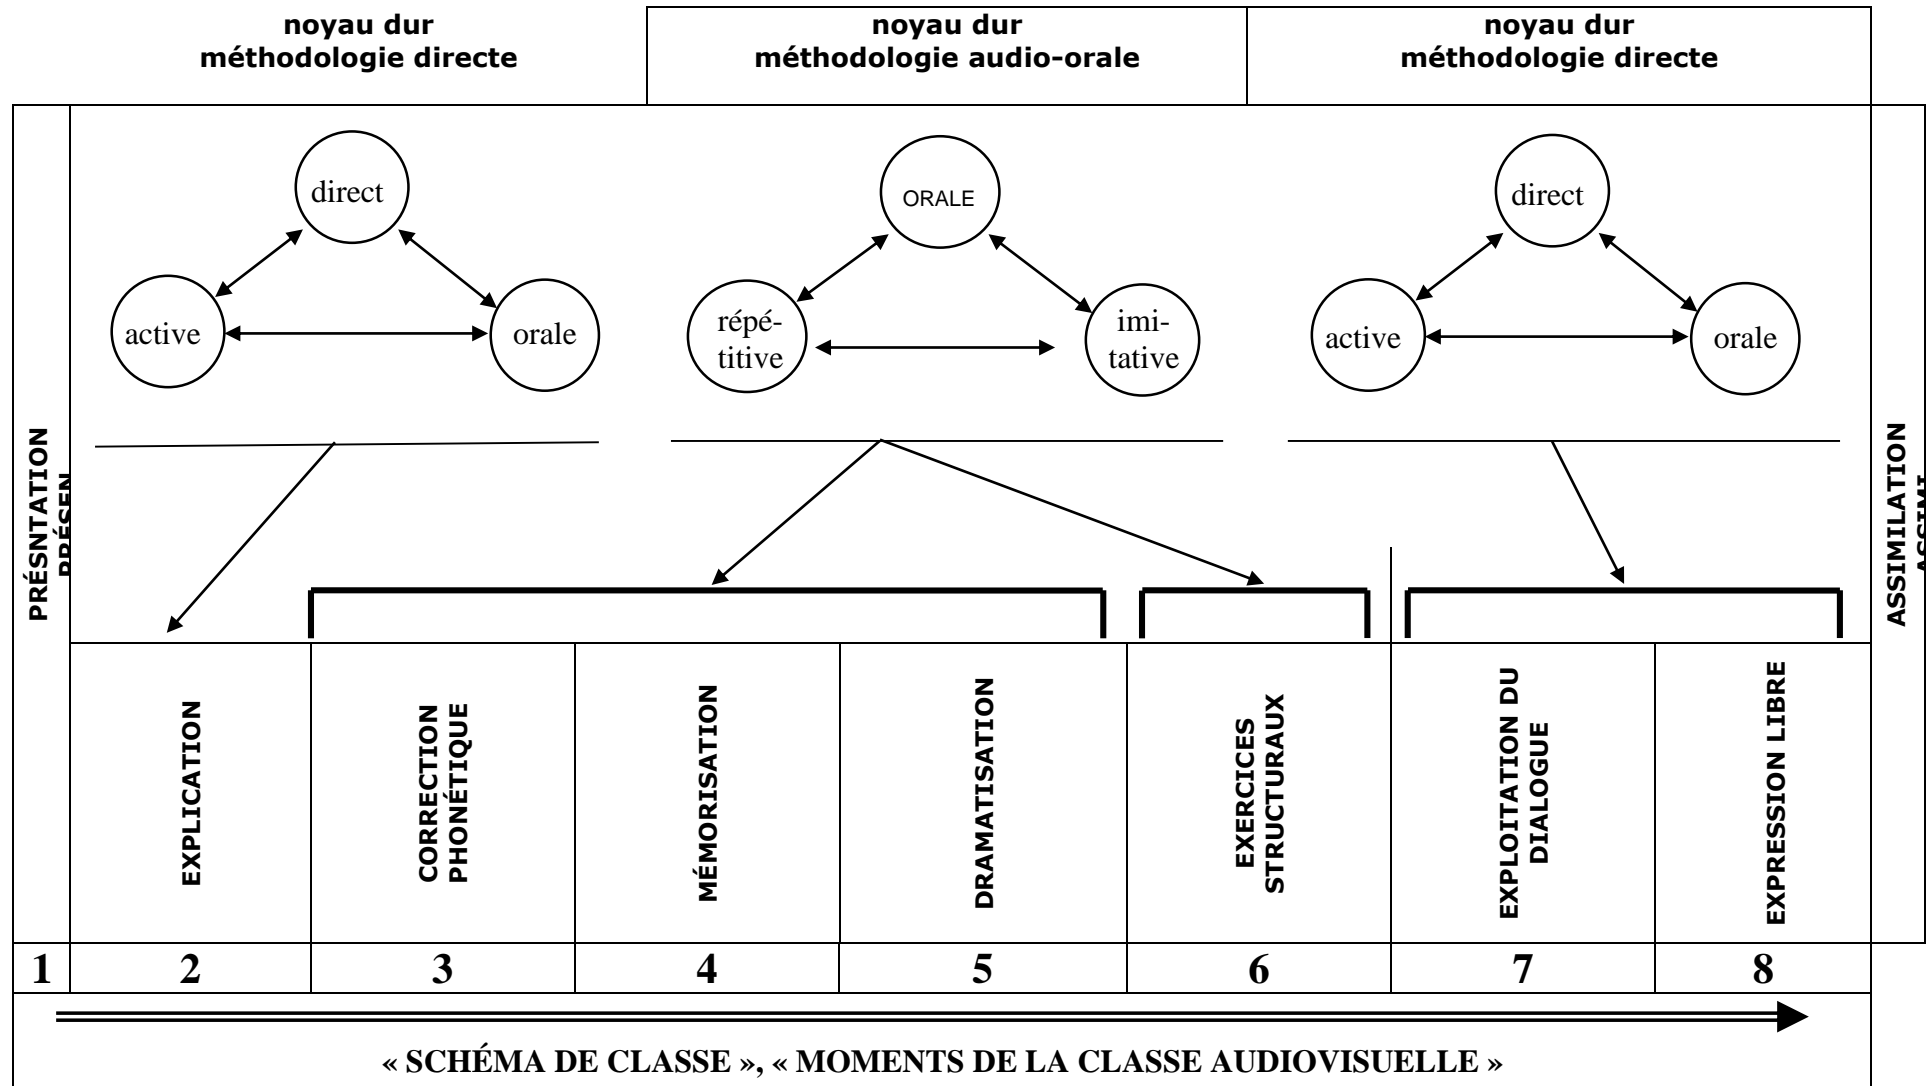 noyau dur
méthodologie directe
noyau dur
méthodologie audio-orale
noyau dur
méthodologie directe
direct
active
orale
ORALE
répé-
titive
imi-
tative
direct
active
orale
PRÉSNTATION
PRÉSEN
EXPLICATION
CORRECTION
PHONÉTIQUE
MÉMORISATION
DRAMATISATION
EXERCICES
STRUCTURAUX
EXPLOITATION DU
DIALOGUE
EXPRESSION LIBRE
ASSIMILATION
ASSIMI
1
2
3
4
5
6
7
8
« SCHÉMA DE CLASSE », « MOMENTS DE LA CLASSE AUDIOVISUELLE »